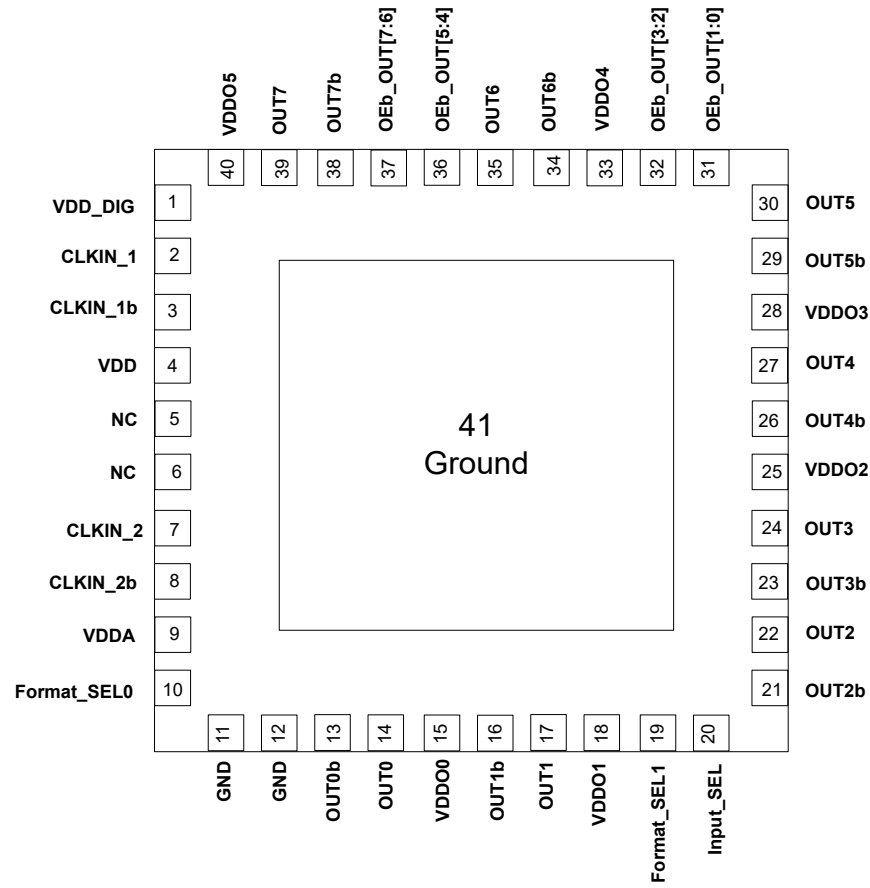 VDDO5
OUT7
OUT7b
OEb_OUT[7:6]
OEb_OUT[5:4]
OUT6
OUT6b
VDDO4
OEb_OUT[3:2]
OEb_OUT[1:0]
40
39
38
37
36
35
34
33
32
31
VDD_DIG 1
CLKIN_1 2
CLKIN_1b 3
VDD 4
NC 5
NC 6
CLKIN_2 7
CLKIN_2b 8
VDDA 9
Format_SEL0 10
41
Ground
30 OUT5
29 OUT5b
28 VDDO3
27 OUT4
26 OUT4b
25 VDDO2
24 OUT3
23 OUT3b
22 OUT2
21 OUT2b
11
12
13
14
15
16
17
18
19
20
GND
GND
OUT0b
OUT0
VDDO0
OUT1b
OUT1
VDDO1
Format_SEL1
Input_SEL